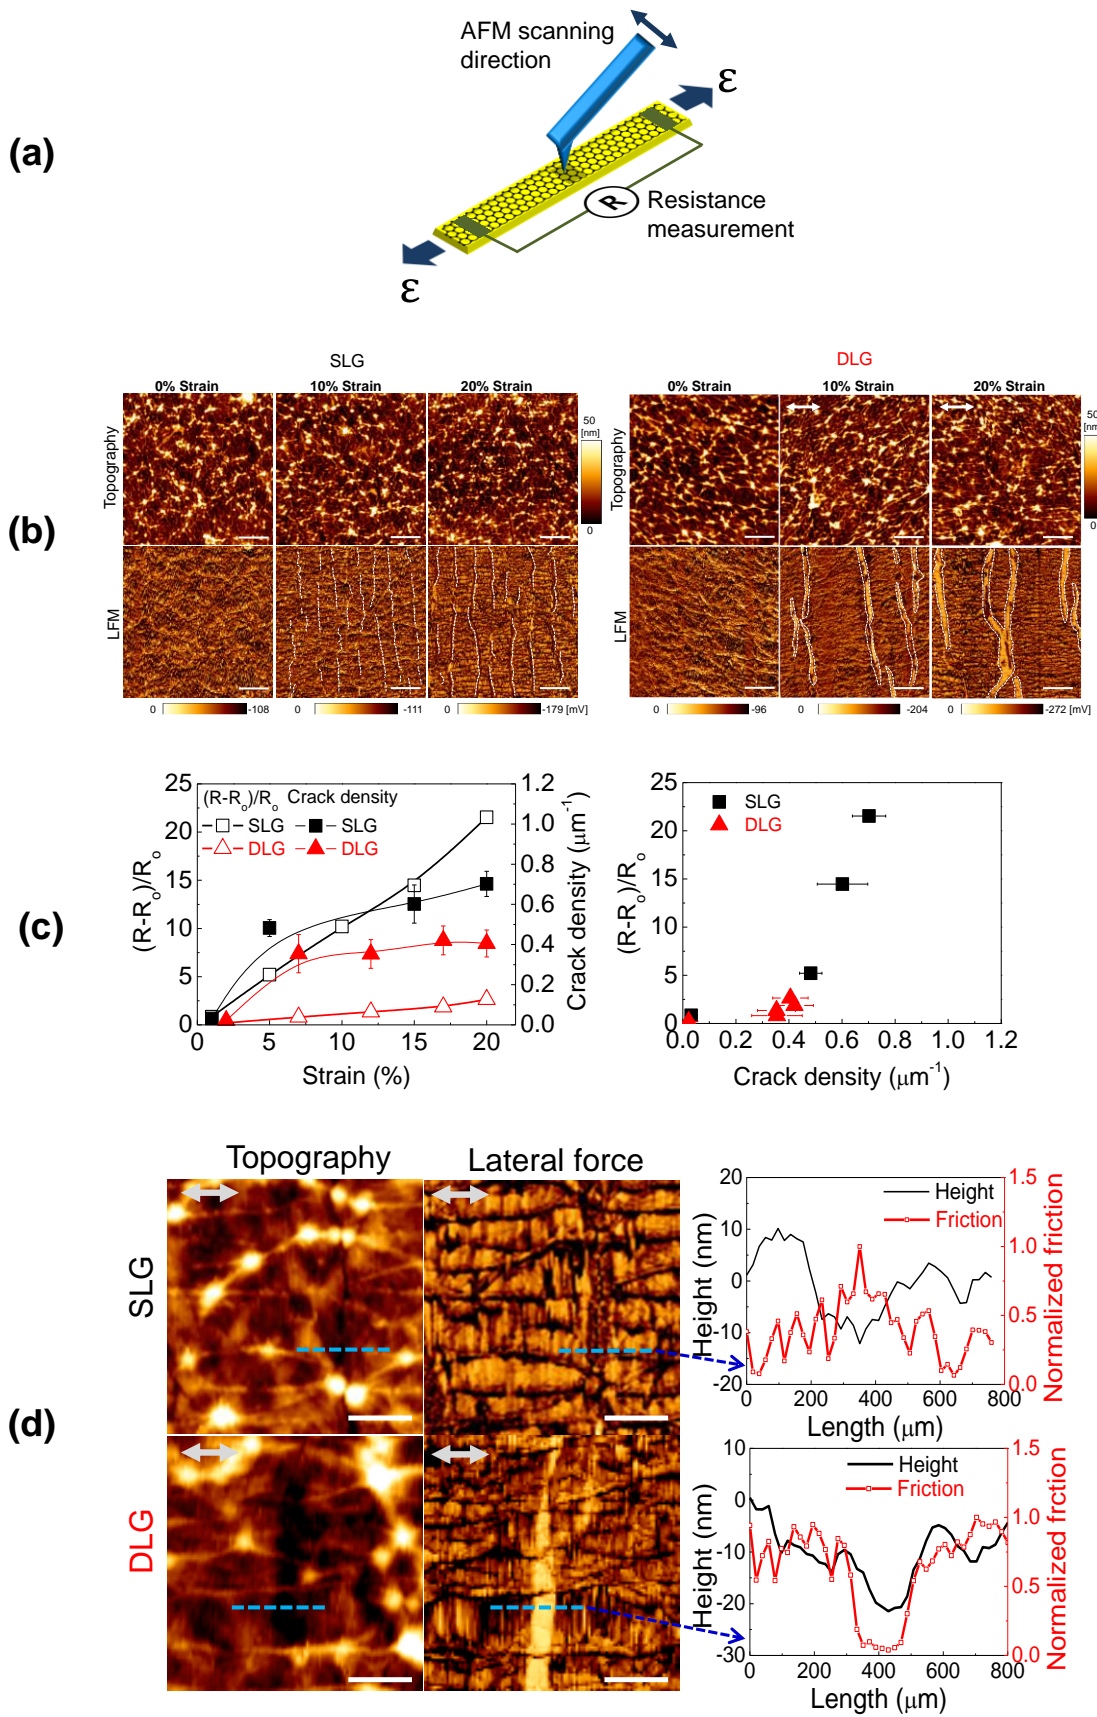 (a)
AFM scanning
direction
ε
R
Resistance
measurement
ε
(b)
SLG
0% Strain 10% Strain 20% Strain
Topography
50
[nm]
0
LFM
0 -108 0 -111 0 -179 [mV]
DLG
0% Strain 10% Strain 20% Strain
Topography
50
[nm]
0
LFM
0 -96 0 -204 0 -272 [mV]
(c)
(R-Ro)/Ro Crack density
SLG SLG
DLG DLG
25
20
15
10
5
0
(R-Ro)/Ro
1.2
1.0
0.8
0.6
0.4
0.2
0.0
Crack density (μm-1)
0 5 10 15 20
Strain (%)
SLG
DLG
25
20
15
10
5
0
(R-Ro)/Ro
0.0 0.2 0.4 0.6 0.8 1.0 1.2
Crack density (μm-1)
(d)
Topography Lateral force
SLG
DLG
Height
Friction
20
10
0
-10
-20
Height (nm)
1.5
1.0
0.5
0.0
Normalized friction
0 200 400 600 800
Length (μm)
Height
Friction
10
0
-10
-20
-30
Height (nm)
1.5
1.0
0.5
0.0
Normalized frction
0 200 400 600 800
Length (μm)